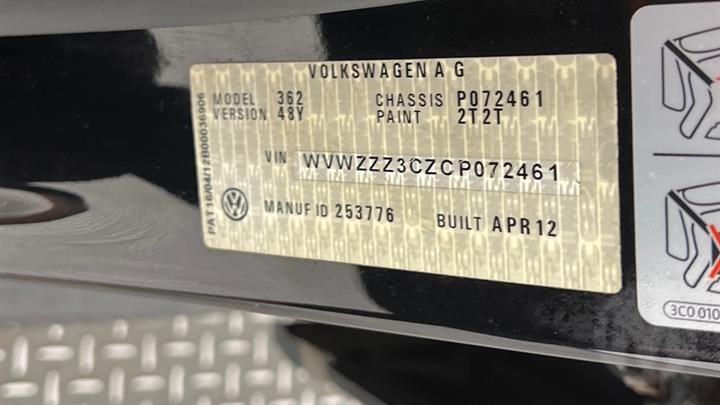 VOLKSWAGEN A G
MODEL 362 CHASSIS P072461
VERSION 48Y PAINT 2T2T
VIN WVWZZZ3CZCP072461
MANUF ID 253776 BUILT APR12
PAT16/04/12B00036906
3C0 010